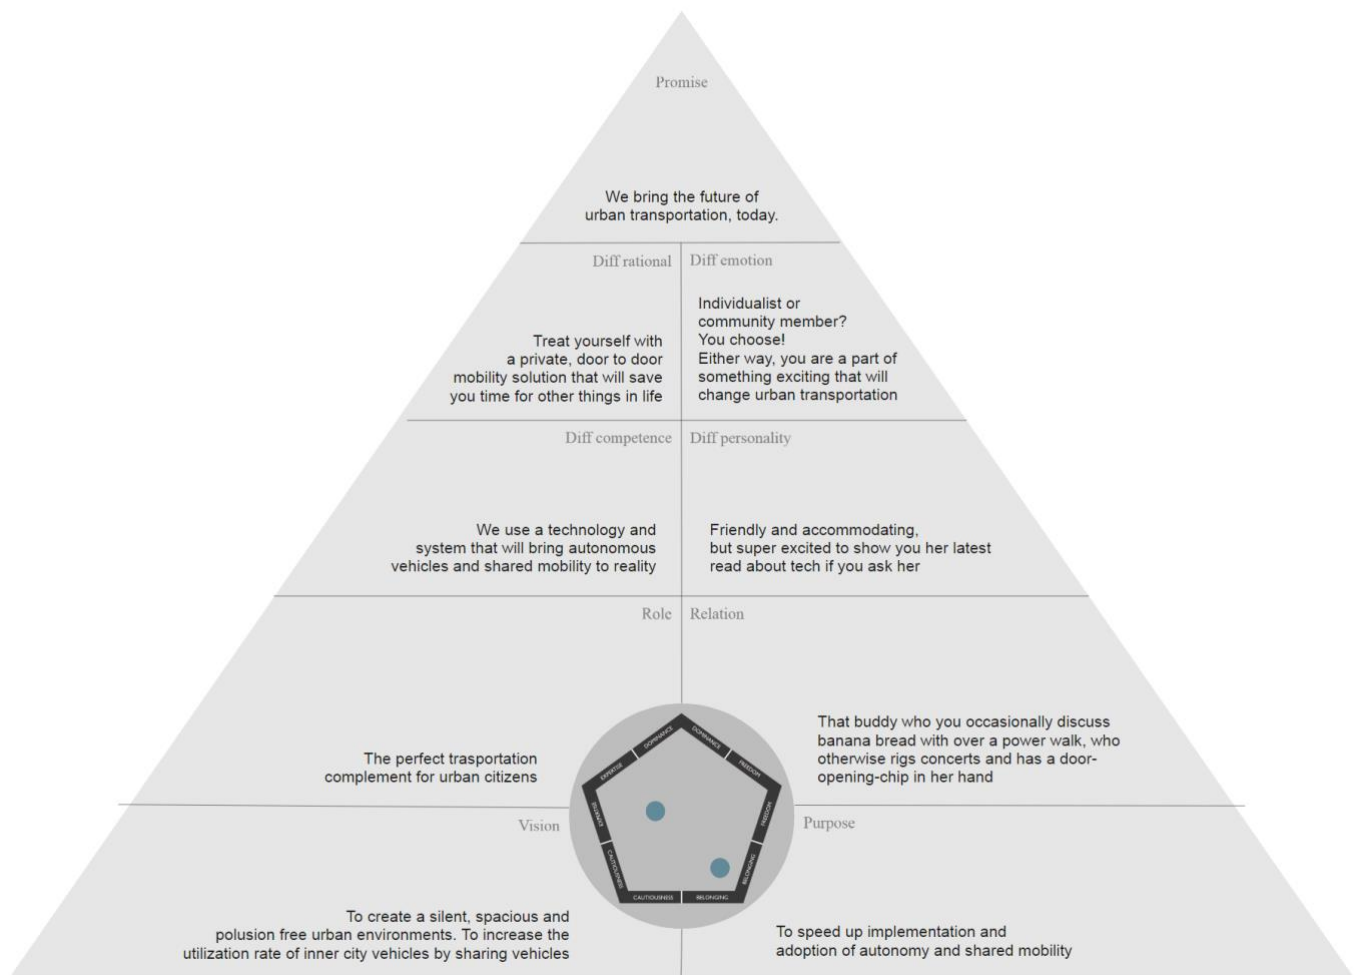 Promise
We bring the future of
urban transportation, today.
Diff rational
Treat yourself with
a private, door to door
mobility solution that will save
you time for other things in life
Diff emotion
Individualist or
community member?
You choose!
Either way, you are a part of
something exciting that will
change urban transportation
Diff competence
We use a technology and
system that will bring autonomous
vehicles and shared mobility to reality
Diff personality
Friendly and accommodating,
but super excited to show you her latest
read about tech if you ask her
Role
The perfect trasportation
complement for urban citizens
Relation
That buddy who you occasionally discuss
banana bread with over a power walk, who
otherwise rigs concerts and has a door-
opening-chip in her hand
DOMINANCE
DOMINANCE
FREEDOM
FREEDOM
BELONGING
BELONGING
CAUTIOUSNESS
CAUTIOUSNESS
EXPERTISE
EXPERTISE
Vision
To create a silent, spacious and
polusion free urban environments. To increase the
utilization rate of inner city vehicles by sharing vehicles
Purpose
To speed up implementation and
adoption of autonomy and shared mobility